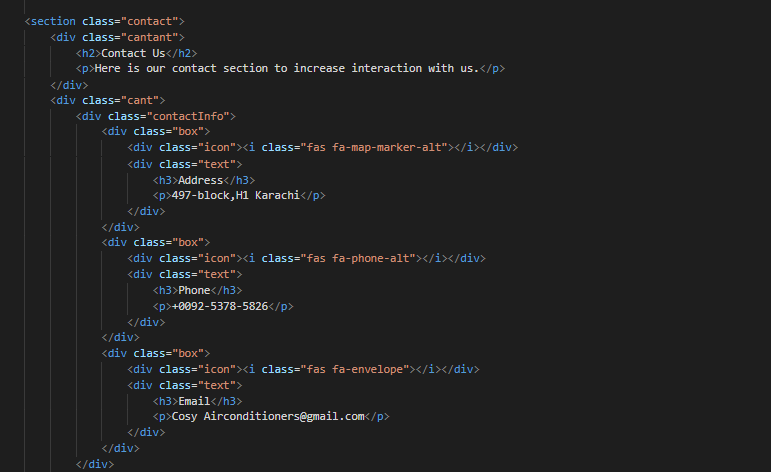 <section class="contact">
<div class="cantant">
<h2>Contact Us</h2>
<p>Here is our contact section to increase interaction with us.</p>
</div>
<div class="cant">
<div class="contactInfo">
<div class="box">
<div class="icon"><i class="fas fa-map-marker-alt"></i></div>
<div class="text">
<h3>Address</h3>
<p>497-block,H1 Karachi</p>
</div>
</div>
<div class="box">
<div class="icon"><i class="fas fa-phone-alt"></i></div>
<div class="text">
<h3>Phone</h3>
<p>+0092-5378-5826</p>
</div>
</div>
<div class="box">
<div class="icon"><i class="fas fa-envelope"></i></div>
<div class="text">
<h3>Email</h3>
<p>Cosy Airconditioners@gmail.com</p>
</div>
</div>
</div>